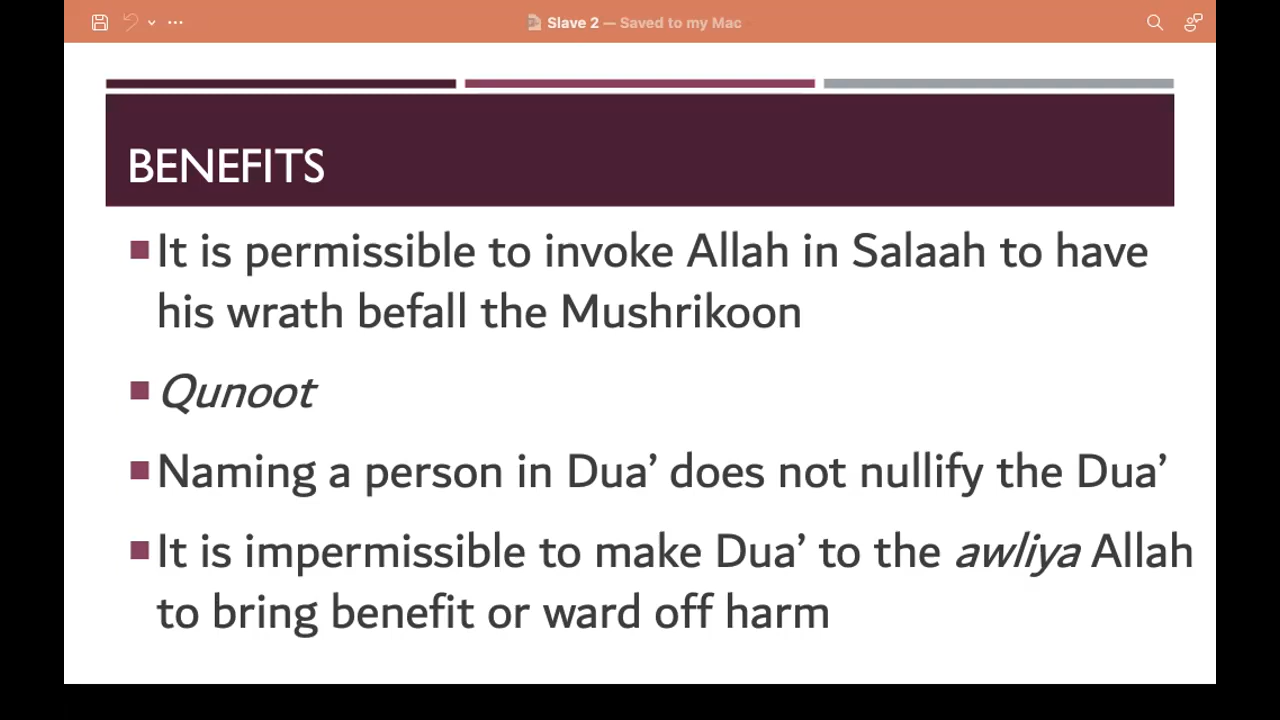 Slave 2 — Saved to my Mac
BENEFITS
It is permissible to invoke Allah in Salaah to have
his wrath befall the Mushrikoon
Qunoot
Naming a person in Dua’ does not nullify the Dua’
It is impermissible to make Dua’ to the awliya Allah
to bring benefit or ward off harm